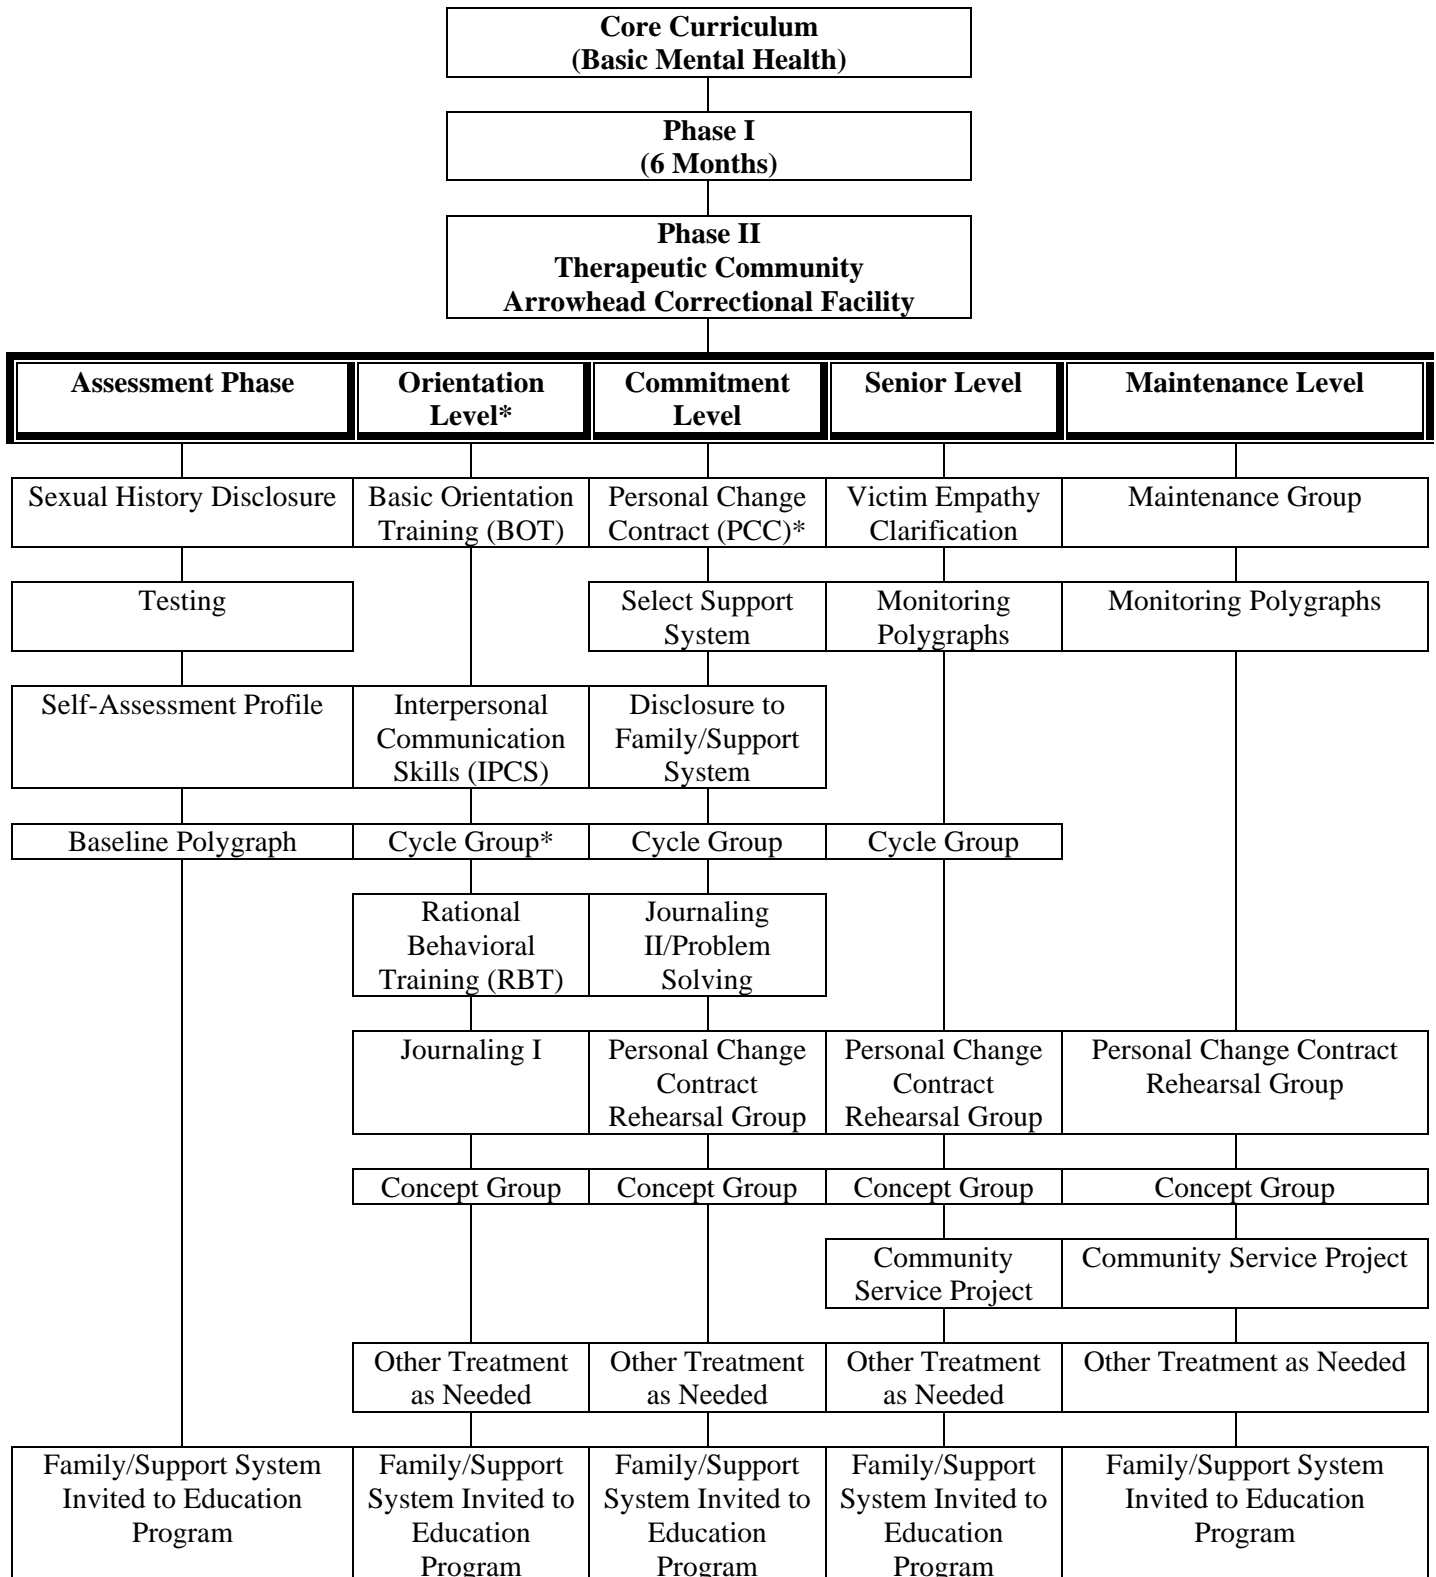 Core Curriculum
(Basic Mental Health)
Phase I
(6 Months)
Phase II
Therapeutic Community
Arrowhead Correctional Facility
Assessment Phase
Orientation
Level*
Commitment
Level
Senior Level
Maintenance Level
Sexual History Disclosure
Basic Orientation
Training (BOT)
Personal Change
Contract (PCC)*
Victim Empathy
Clarification
Maintenance Group
Testing
Select Support
System
Monitoring
Polygraphs
Monitoring Polygraphs
Self-Assessment Profile
Interpersonal
Communication
Skills (IPCS)
Disclosure to
Family/Support
System
Baseline Polygraph
Cycle Group*
Cycle Group
Cycle Group
Rational
Behavioral
Training (RBT)
Journaling
II/Problem
Solving
Journaling I
Personal Change
Contract
Rehearsal Group
Personal Change
Contract
Rehearsal Group
Personal Change Contract
Rehearsal Group
Concept Group
Concept Group
Concept Group
Concept Group
Community
Service Project
Community Service Project
Other Treatment
as Needed
Other Treatment
as Needed
Other Treatment
as Needed
Other Treatment as Needed
Family/Support System
Invited to Education
Program
Family/Support
System Invited to
Education
Program
Family/Support
System Invited to
Education
Program
Family/Support
System Invited to
Education
Program
Family/Support System
Invited to Education
Program